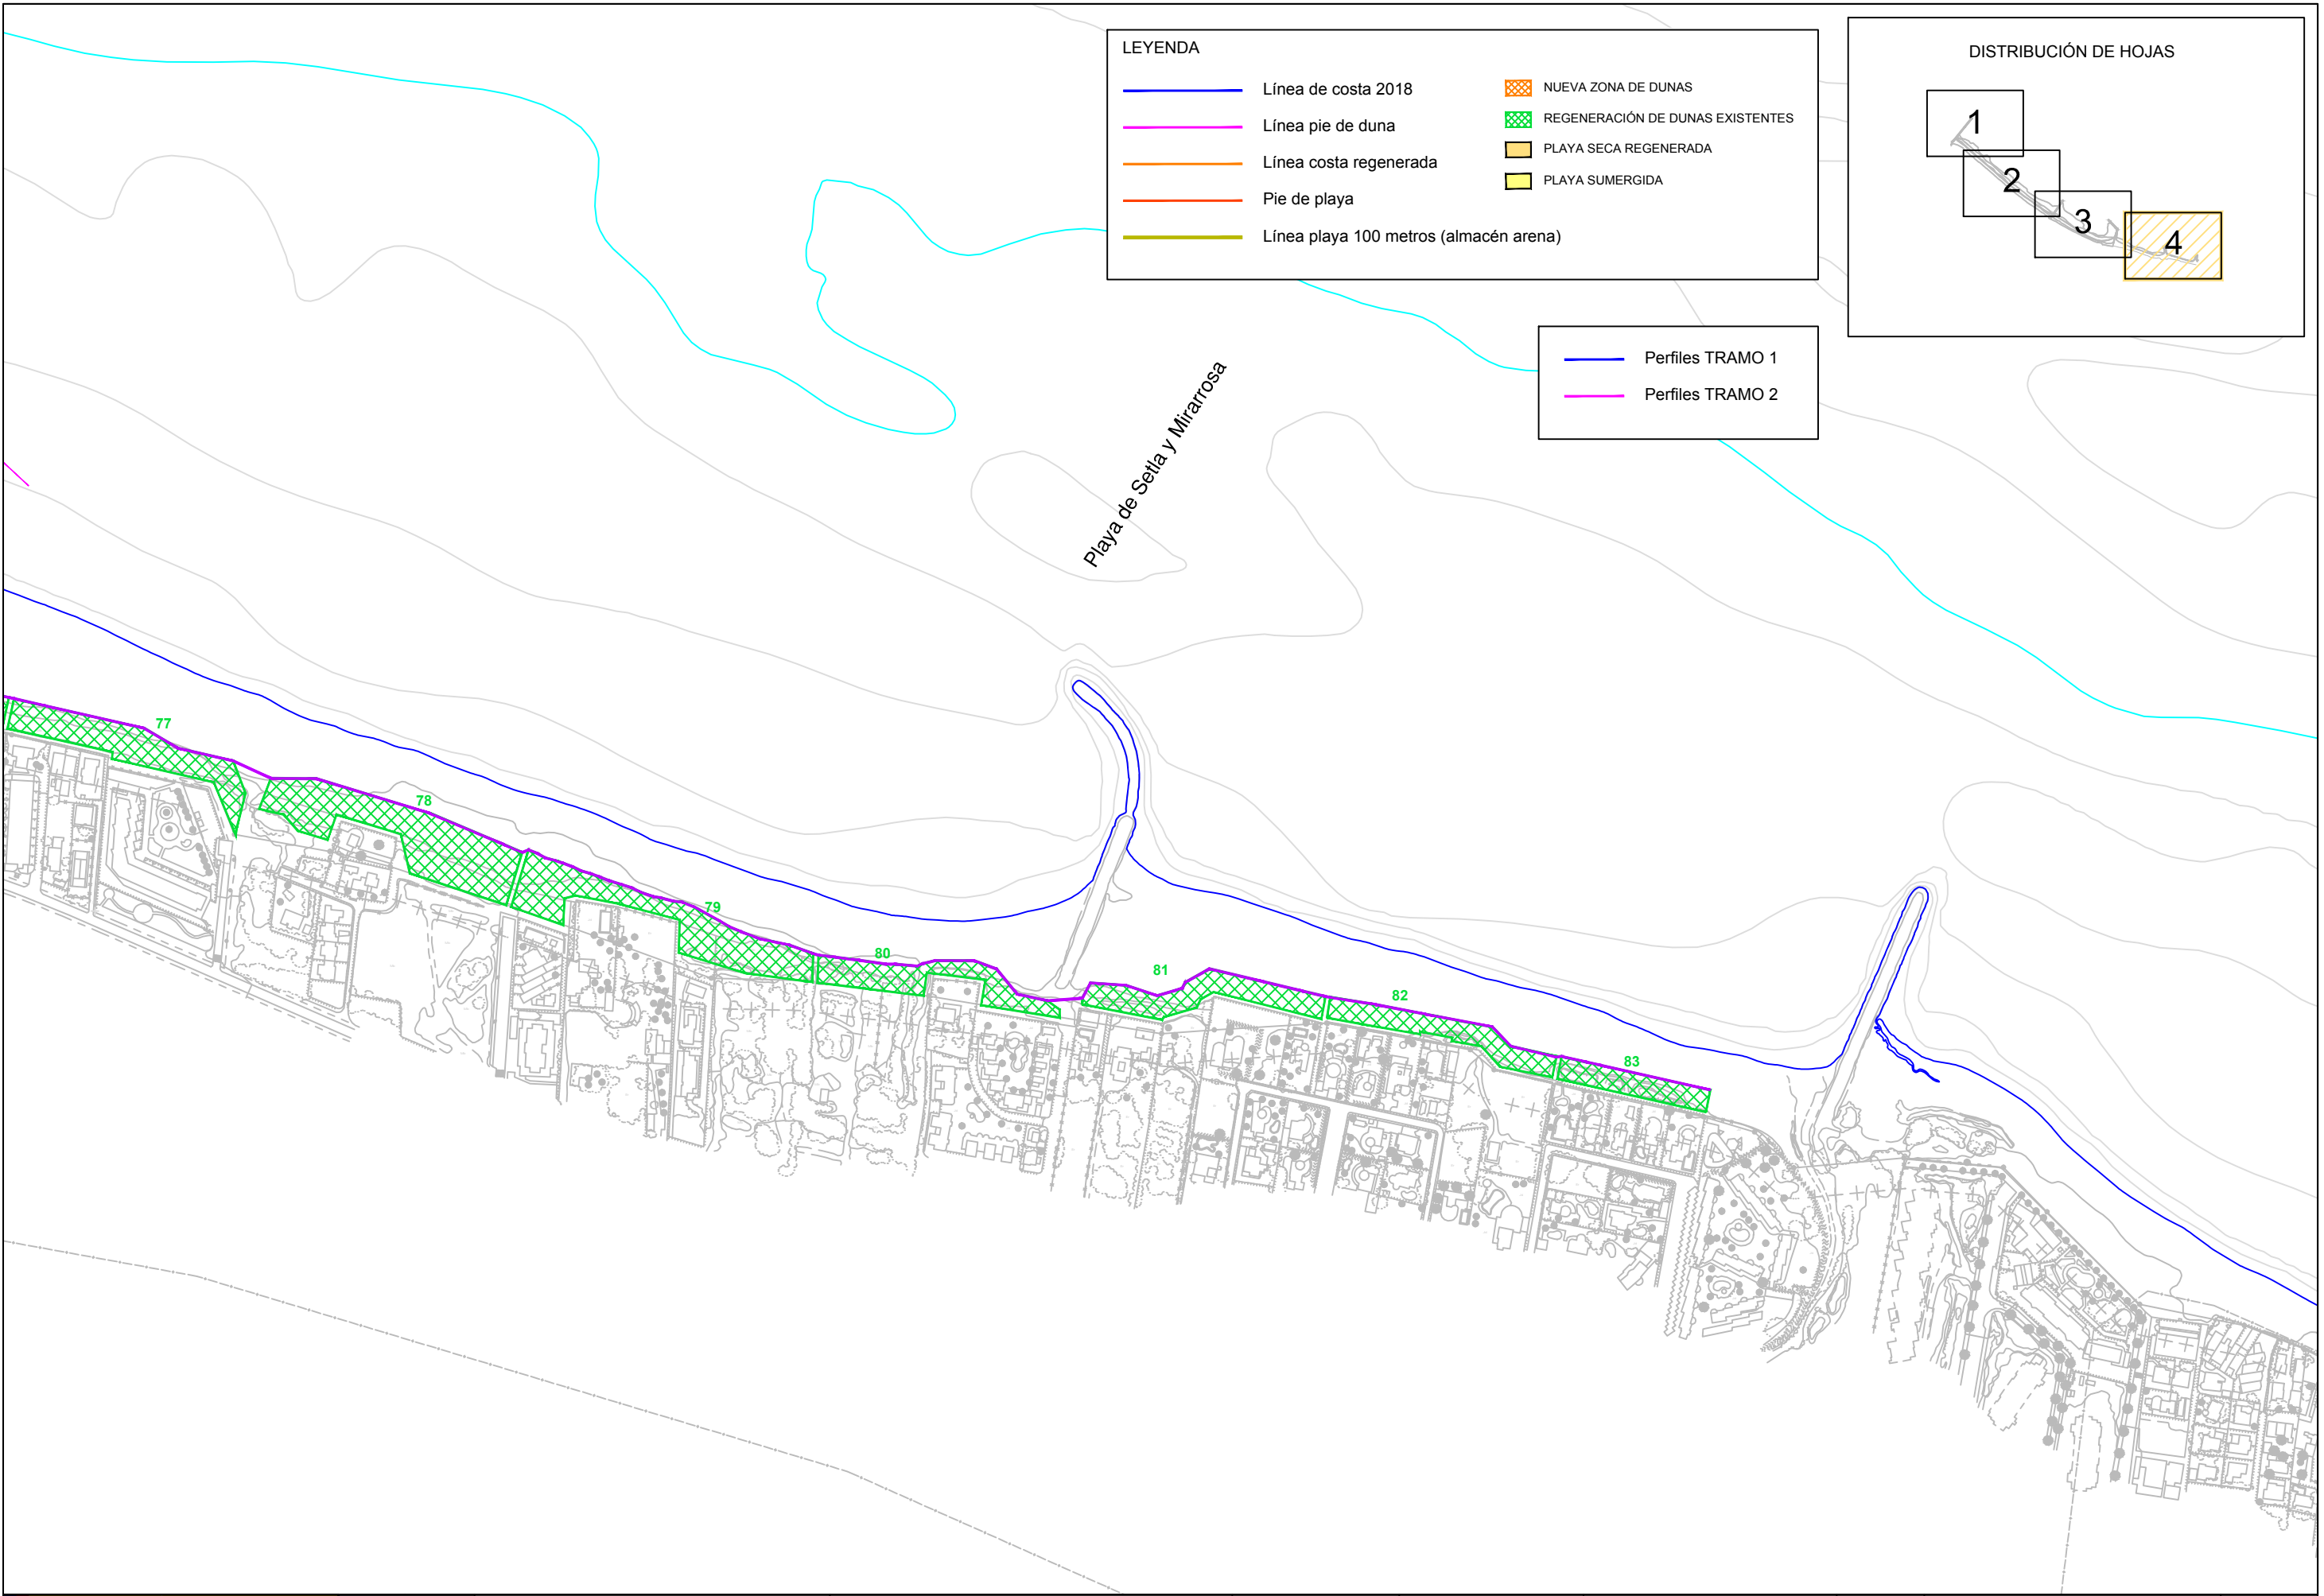 LEYENDA
Línea de costa 2018
Línea pie de duna
Línea costa regenerada
Pie de playa
Línea playa 100 metros (almacén arena)
NUEVA ZONA DE DUNAS
REGENERACIÓN DE DUNAS EXISTENTES
PLAYA SECA REGENERADA
PLAYA SUMERGIDA
DISTRIBUCIÓN DE HOJAS
1
2
3
4
Perfiles TRAMO 1
Perfiles TRAMO 2
Playa de Setla y Mirarrosa
77
78
79
80
81
82
83